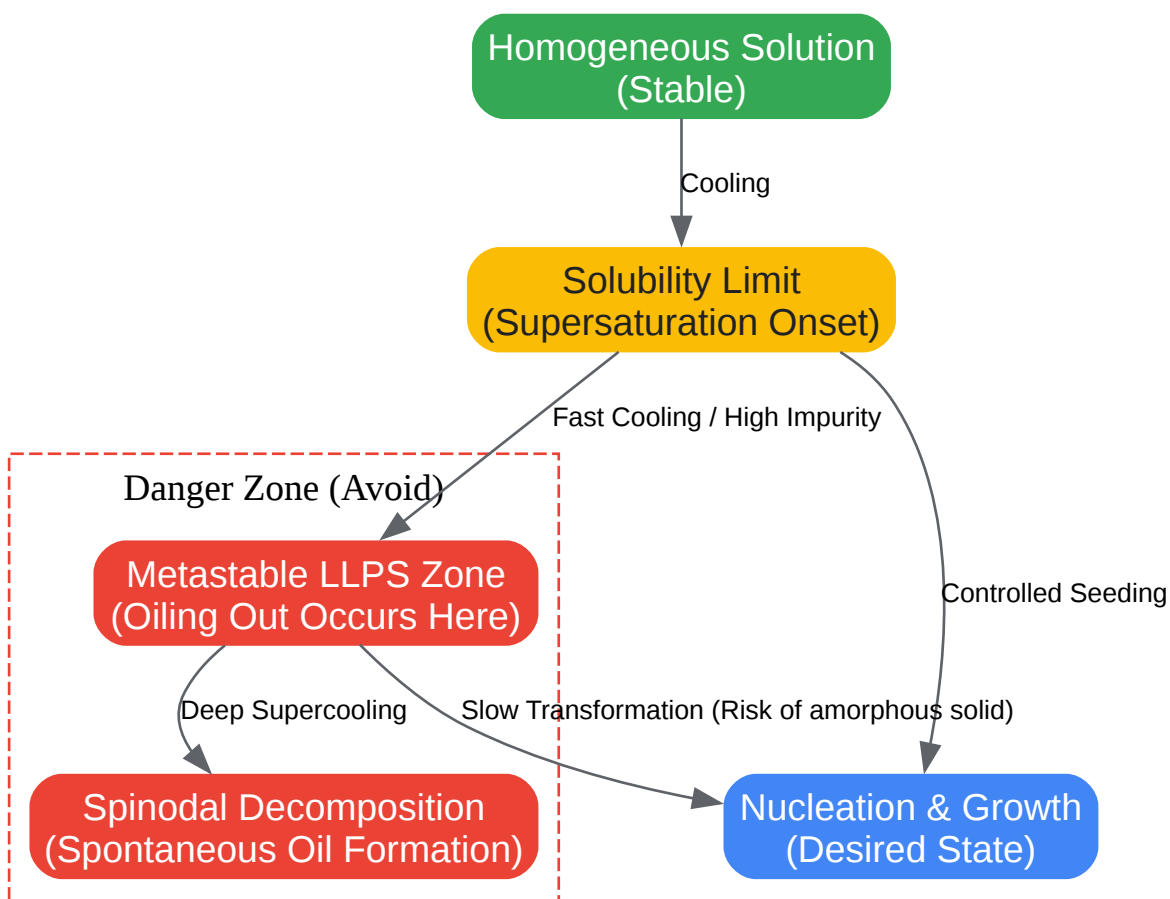 Homogeneous Solution
(Stable)
Cooling
Solubility Limit
(Supersaturation Onset)
Fast Cooling / High Impurity
Danger Zone (Avoid)
Metastable LLPS Zone
(Oiling Out Occurs Here)
Controlled Seeding
Deep Supercooling
Slow Transformation (Risk of amorphous solid)
Spinodal Decomposition
(Spontaneous Oil Formation)
Nucleation & Growth
(Desired State)